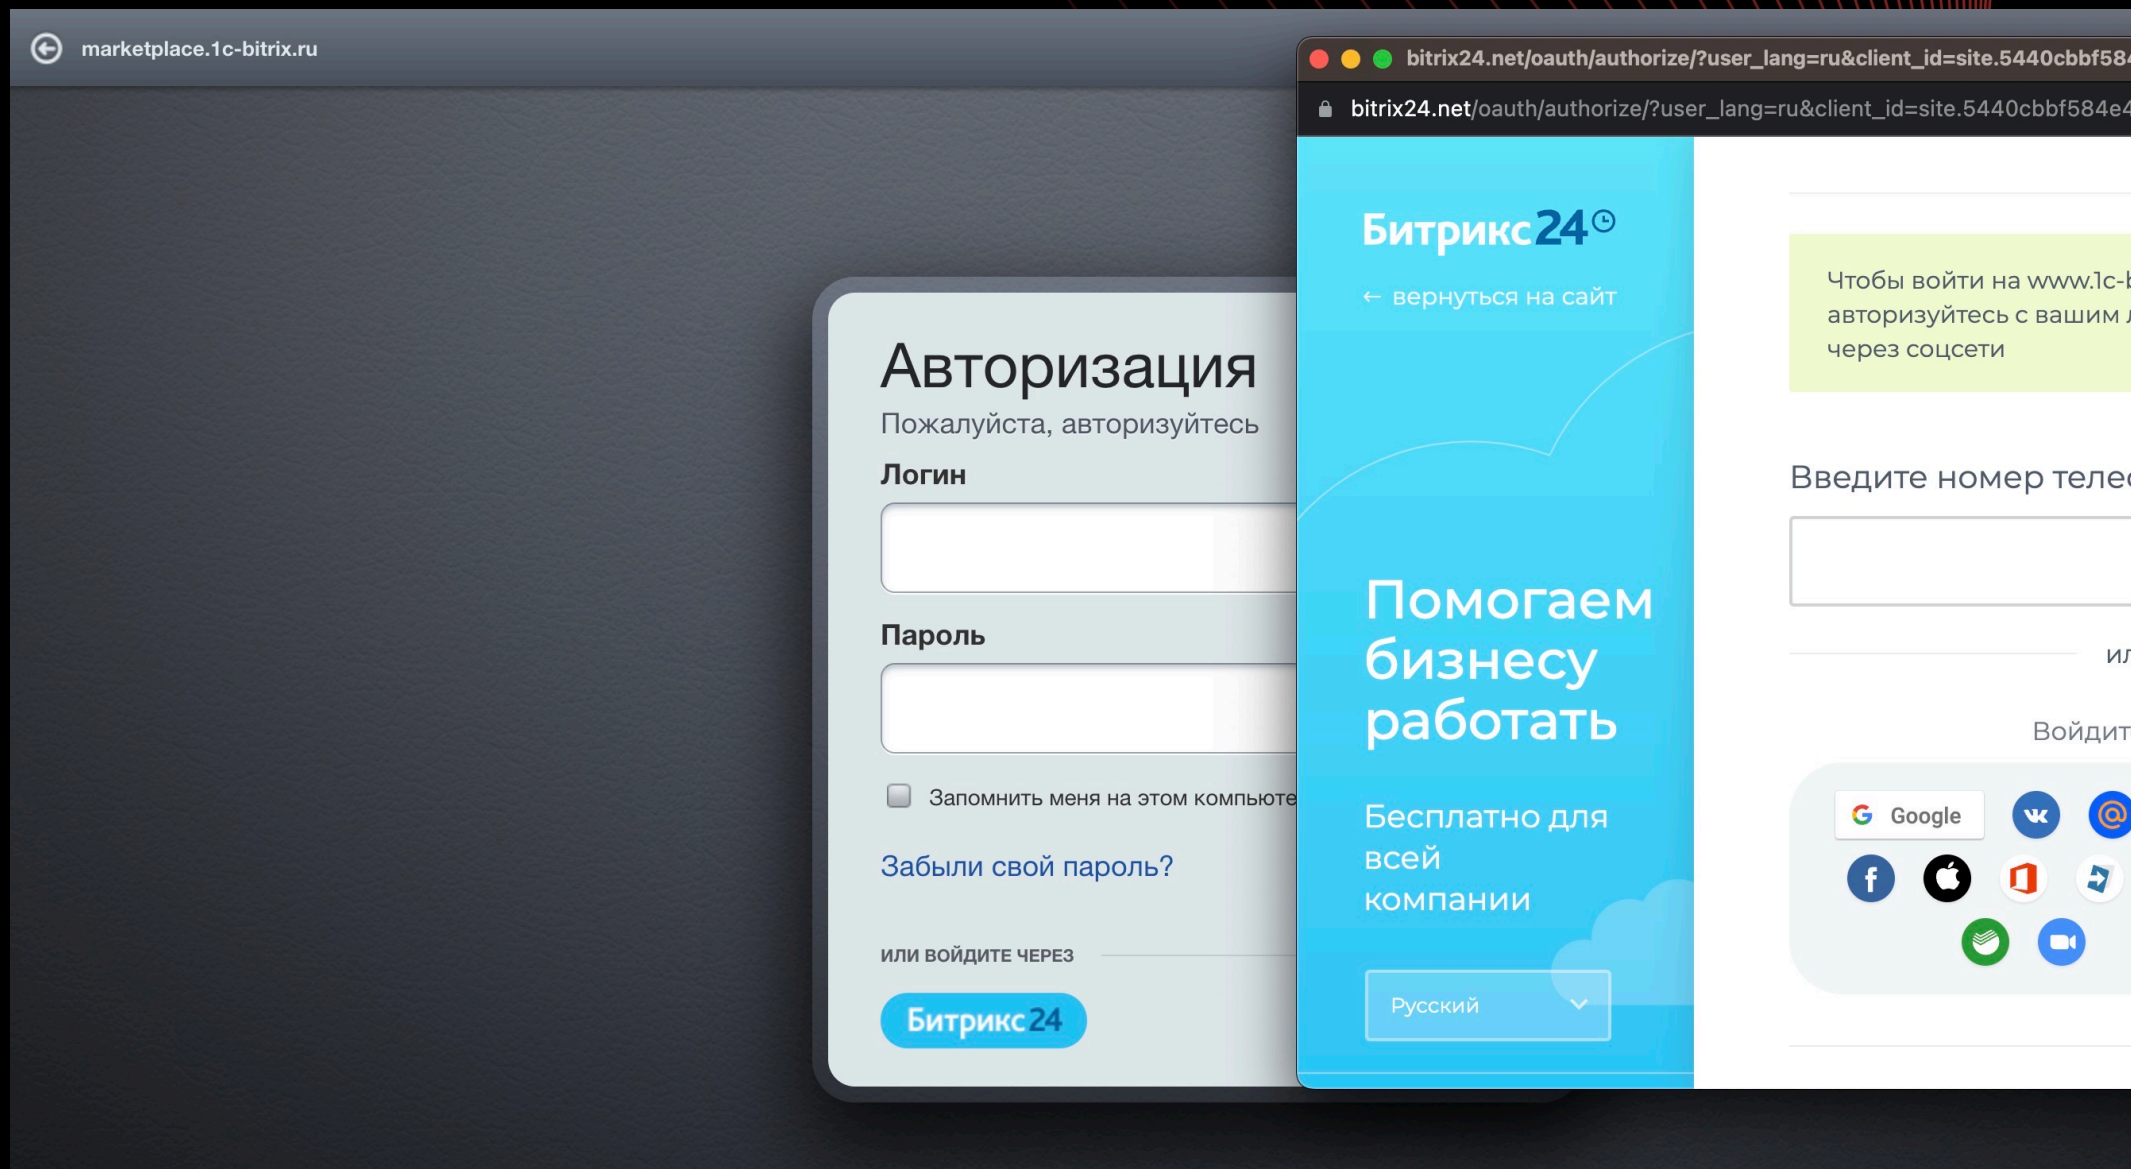 marketplace.1c-bitrix.ru
Авторизация
Пожалуйста, авторизуйтесь
Логин
Пароль
Запомнить меня на этом компьюте
Забыли свой пароль?
ИЛИ ВОЙДИТЕ ЧЕРЕЗ
Битрикс24
bitrix24.net/oauth/authorize/?user_lang=ru&client_id=site.5440cbbf584
bitrix24.net/oauth/authorize/?user_lang=ru&client_id=site.5440cbbf584e4
Битрикс24
← вернуться на сайт
Помогаем
бизнесу
работать
Бесплатно для
всей
компании
Русский
Чтобы войти на www.1c-b
авторизуйтесь с вашим
через соцсети
Введите номер теле
Войдит
Google